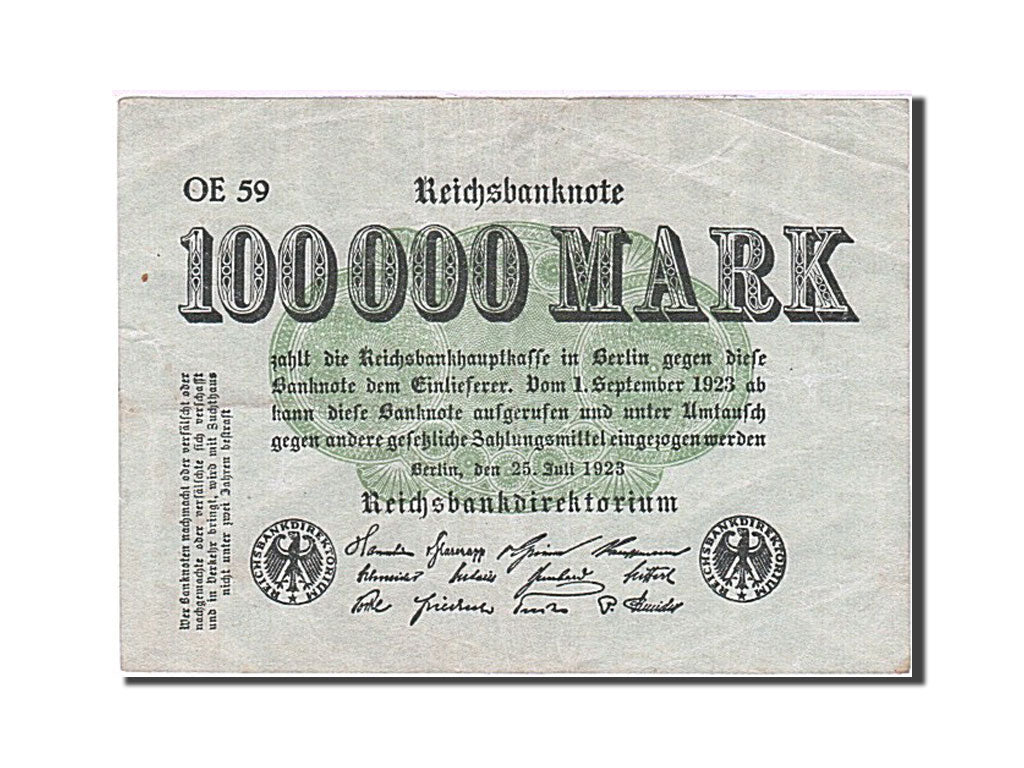 OE 59
Reichsbanknote
100000 MARK
zahlt die Reichsbankhauptkasse in Berlin gegen diese
Banknote dem Einlieferer. Vom 1. September 1923 ab
kann diese Banknote aufgerufen und unter Umtausch
gegen andere gesetzliche Zahlungsmittel eingezogen werden
Berlin, den 25. Juli 1923
Reichsbankdirektorium
REICHSBANKDIREKTORIUM
REICHSBANKDIREKTORIUM
Wer Banknoten nachmacht oder verfälscht oder
nachgemachte oder verfälschte sich verschafft
und in Verkehr bringt, wird mit Zuchthaus
nicht unter zwei Jahren bestraft